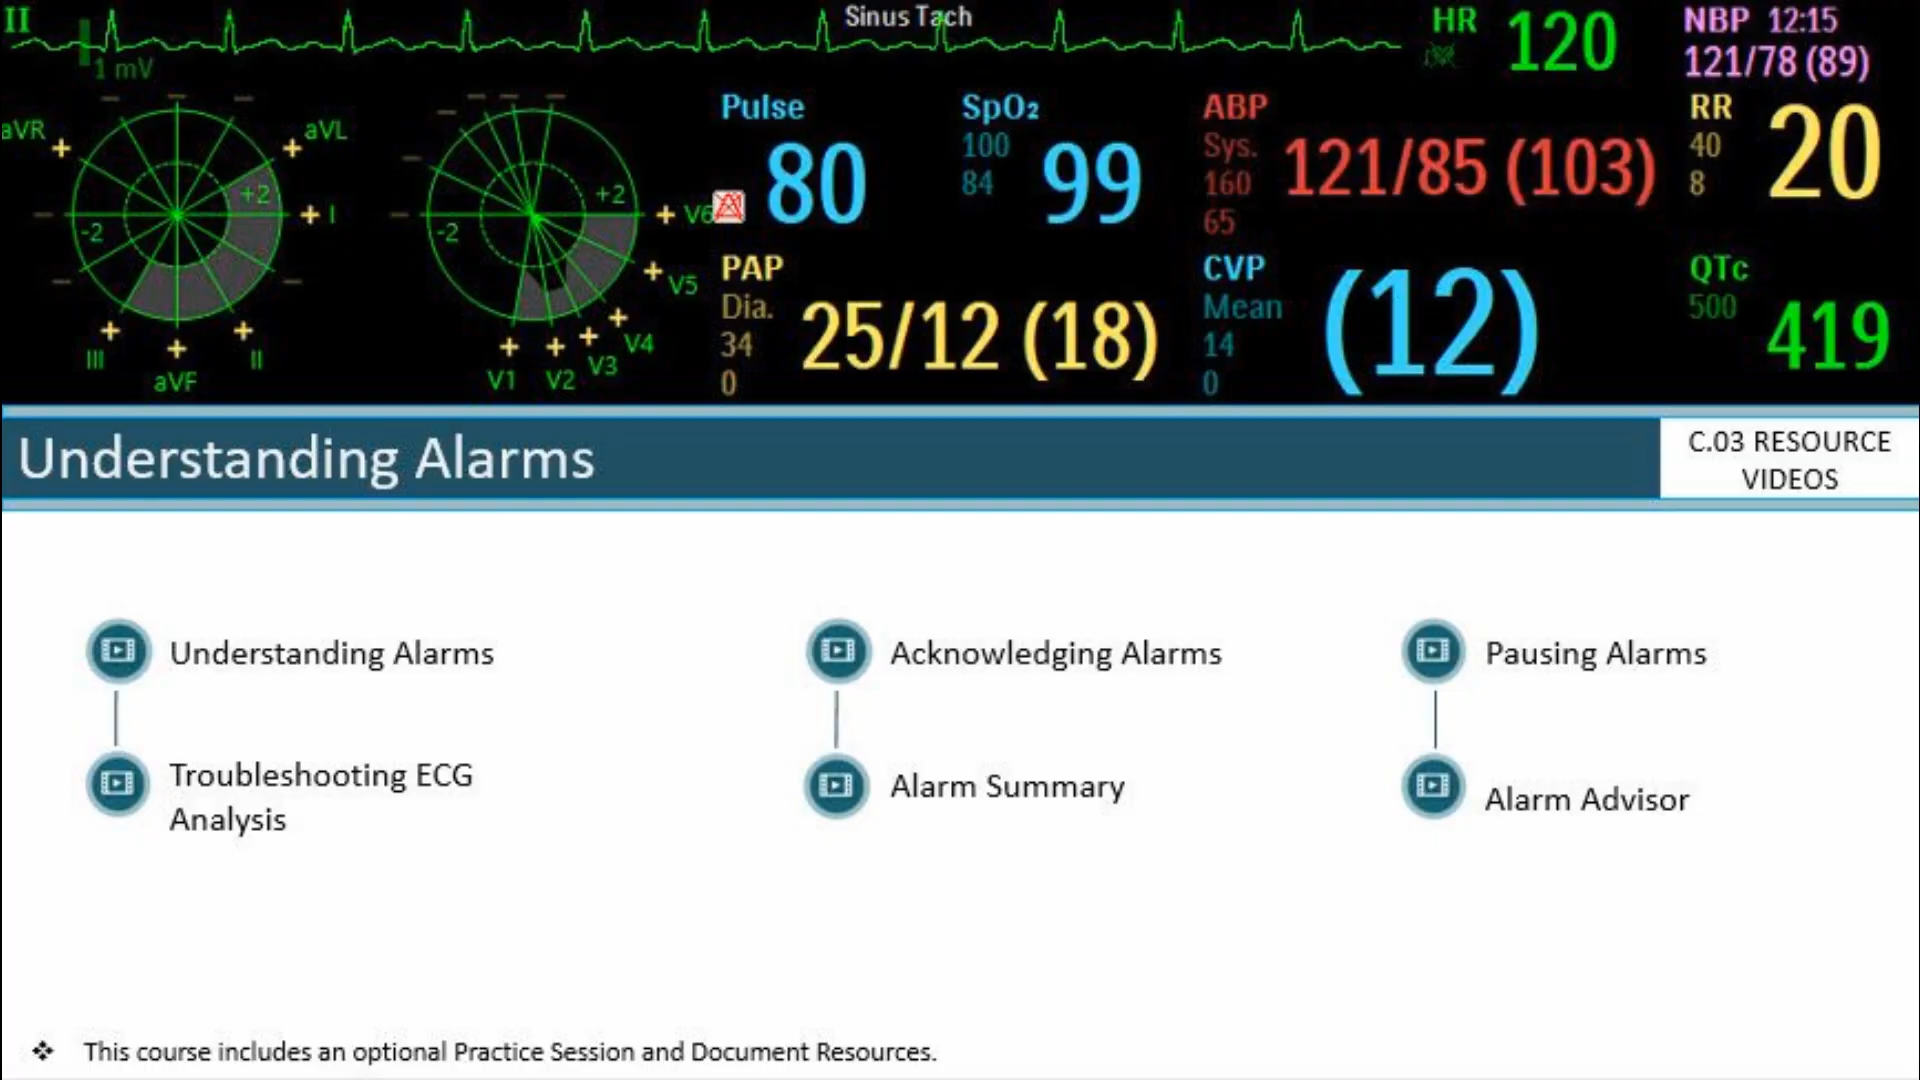 II
Sinus Tach
HR
120
NBP 12:15
121/78 (89)
1 mV
aVR
aVL
+2
-2
I
III
aVF
II
+2
-2
V6
V5
V4
V3
V2
V1
Pulse
80
SpO₂
100
84
99
ABP
Sys.
160
65
121/85 (103)
RR
40
8
20
PAP
Dia.
34
0
25/12 (18)
CVP
Mean
14
0
(12)
QTc
500
419
Understanding Alarms
C.03 RESOURCE
VIDEOS
Understanding Alarms
Troubleshooting ECG
Analysis
Acknowledging Alarms
Alarm Summary
Pausing Alarms
Alarm Advisor
❖ This course includes an optional Practice Session and Document Resources.